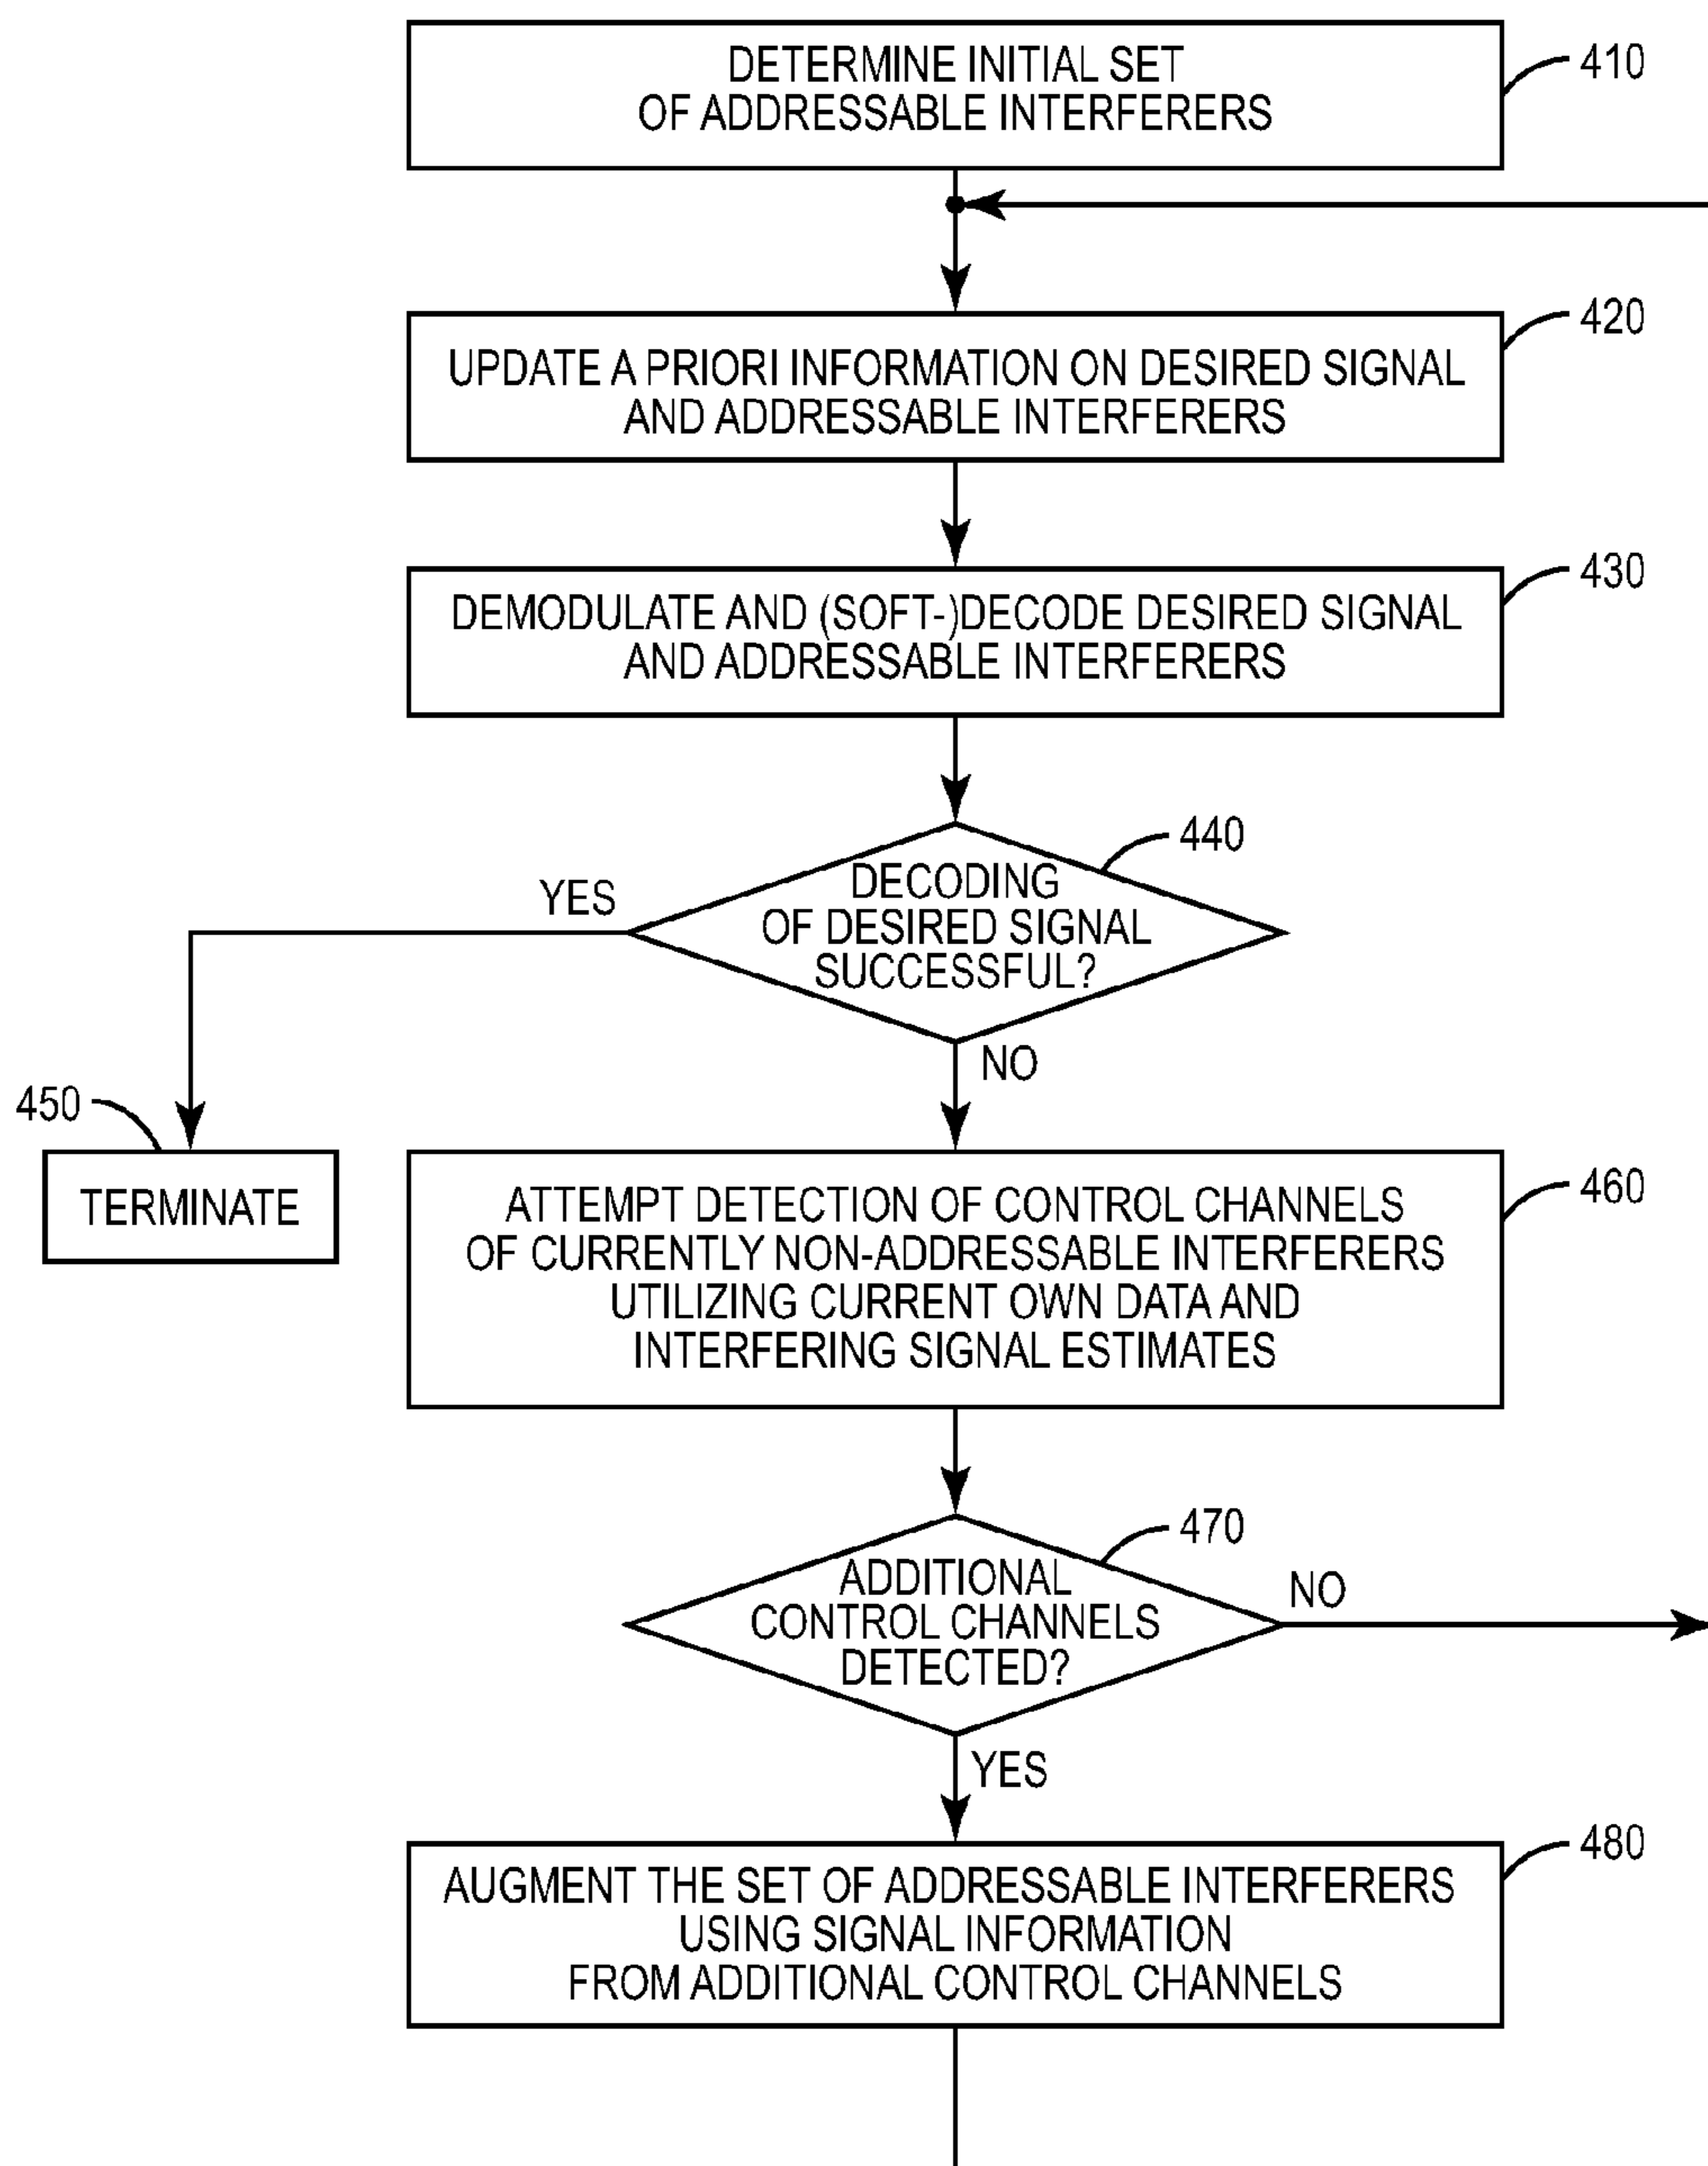 DETERMINE INITIAL SET
OF ADDRESSABLE INTERFERERS
410
UPDATE A PRIORI INFORMATION ON DESIRED SIGNAL
AND ADDRESSABLE INTERFERERS
420
DEMODULATE AND (SOFT-)DECODE DESIRED SIGNAL
AND ADDRESSABLE INTERFERERS
430
440
DECODING
OF DESIRED SIGNAL
SUCCESSFUL?
YES
NO
450
TERMINATE
ATTEMPT DETECTION OF CONTROL CHANNELS
OF CURRENTLY NON-ADDRESSABLE INTERFERERS
UTILIZING CURRENT OWN DATA AND
INTERFERING SIGNAL ESTIMATES
460
470
ADDITIONAL
CONTROL CHANNELS
DETECTED?
NO
YES
AUGMENT THE SET OF ADDRESSABLE INTERFERERS
USING SIGNAL INFORMATION
FROM ADDITIONAL CONTROL CHANNELS
480